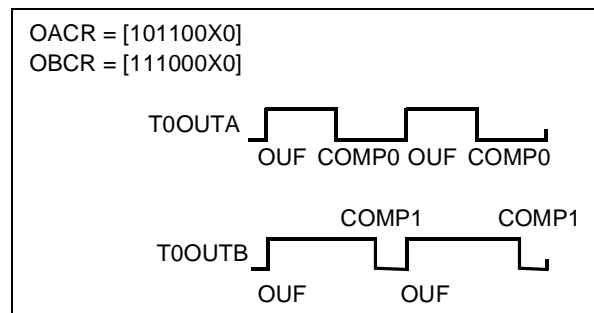 OACR = [101100X0]
OBCR = [111000X0]
T0OUTA
OUF COMP0 OUF COMP0
COMP1 COMP1
T0OUTB
OUF OUF